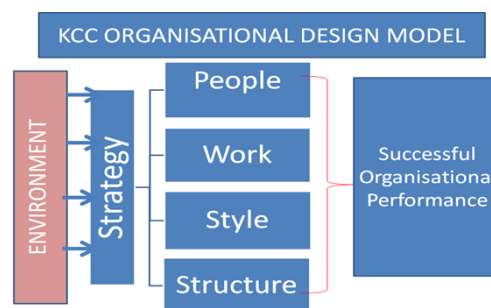 KCC ORGANISATIONAL DESIGN MODEL
ENVIRONMENT
Strategy
People
Work
Style
Structure
Successful
Organisationa
Performance